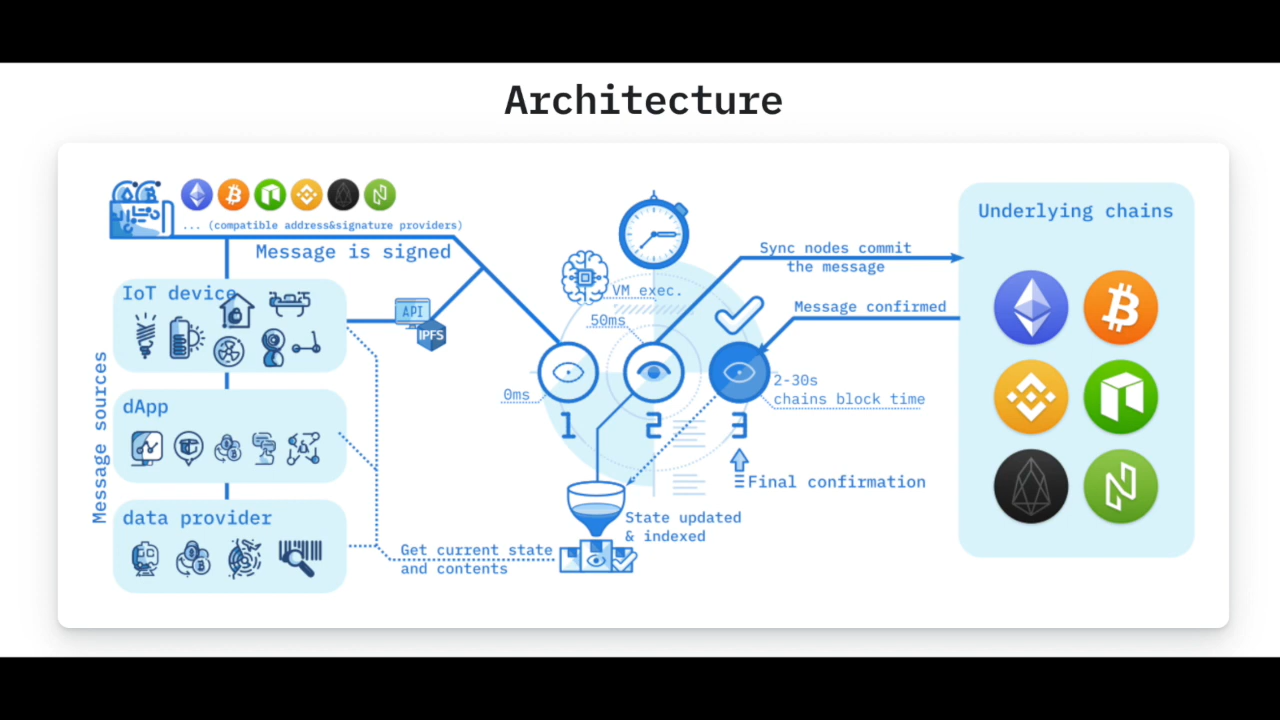 Architecture
... (compatible address&signature providers)
Message is signed
IoT device
API
IPFS
dApp
data provider
Message sources
VM exec.
50ms
0ms
1
2
3
Sync nodes commit
the message
Message confirmed
2-30s
chains block time
Final confirmation
State updated
& indexed
Get current state
and contents
Underlying chains